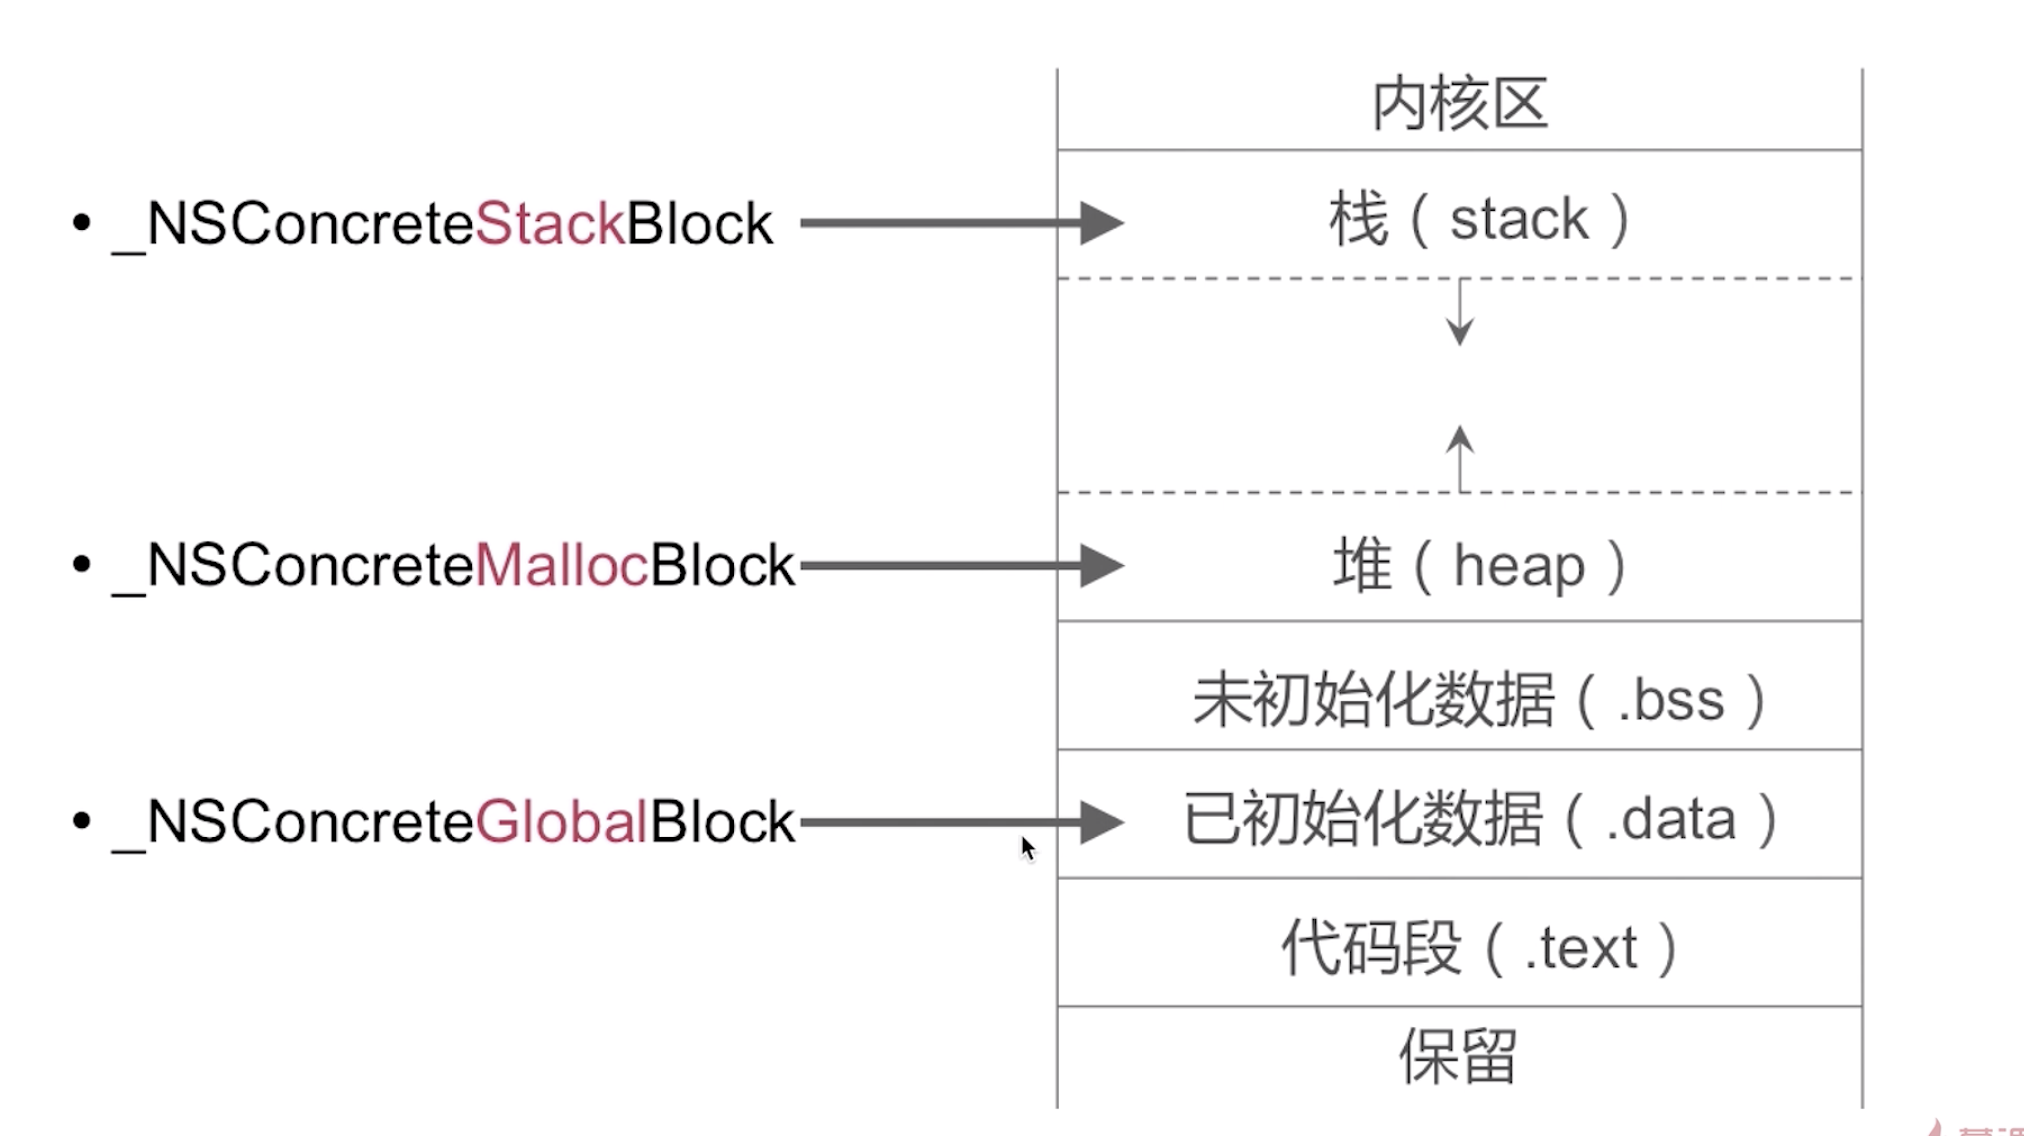 内核区
• _NSConcreteStackBlock
栈（stack）
• _NSConcreteMallocBlock
堆（heap）
未初始化数据（.bss）
• _NSConcreteGlobalBlock
已初始化数据（.data）
代码段（.text）
保留